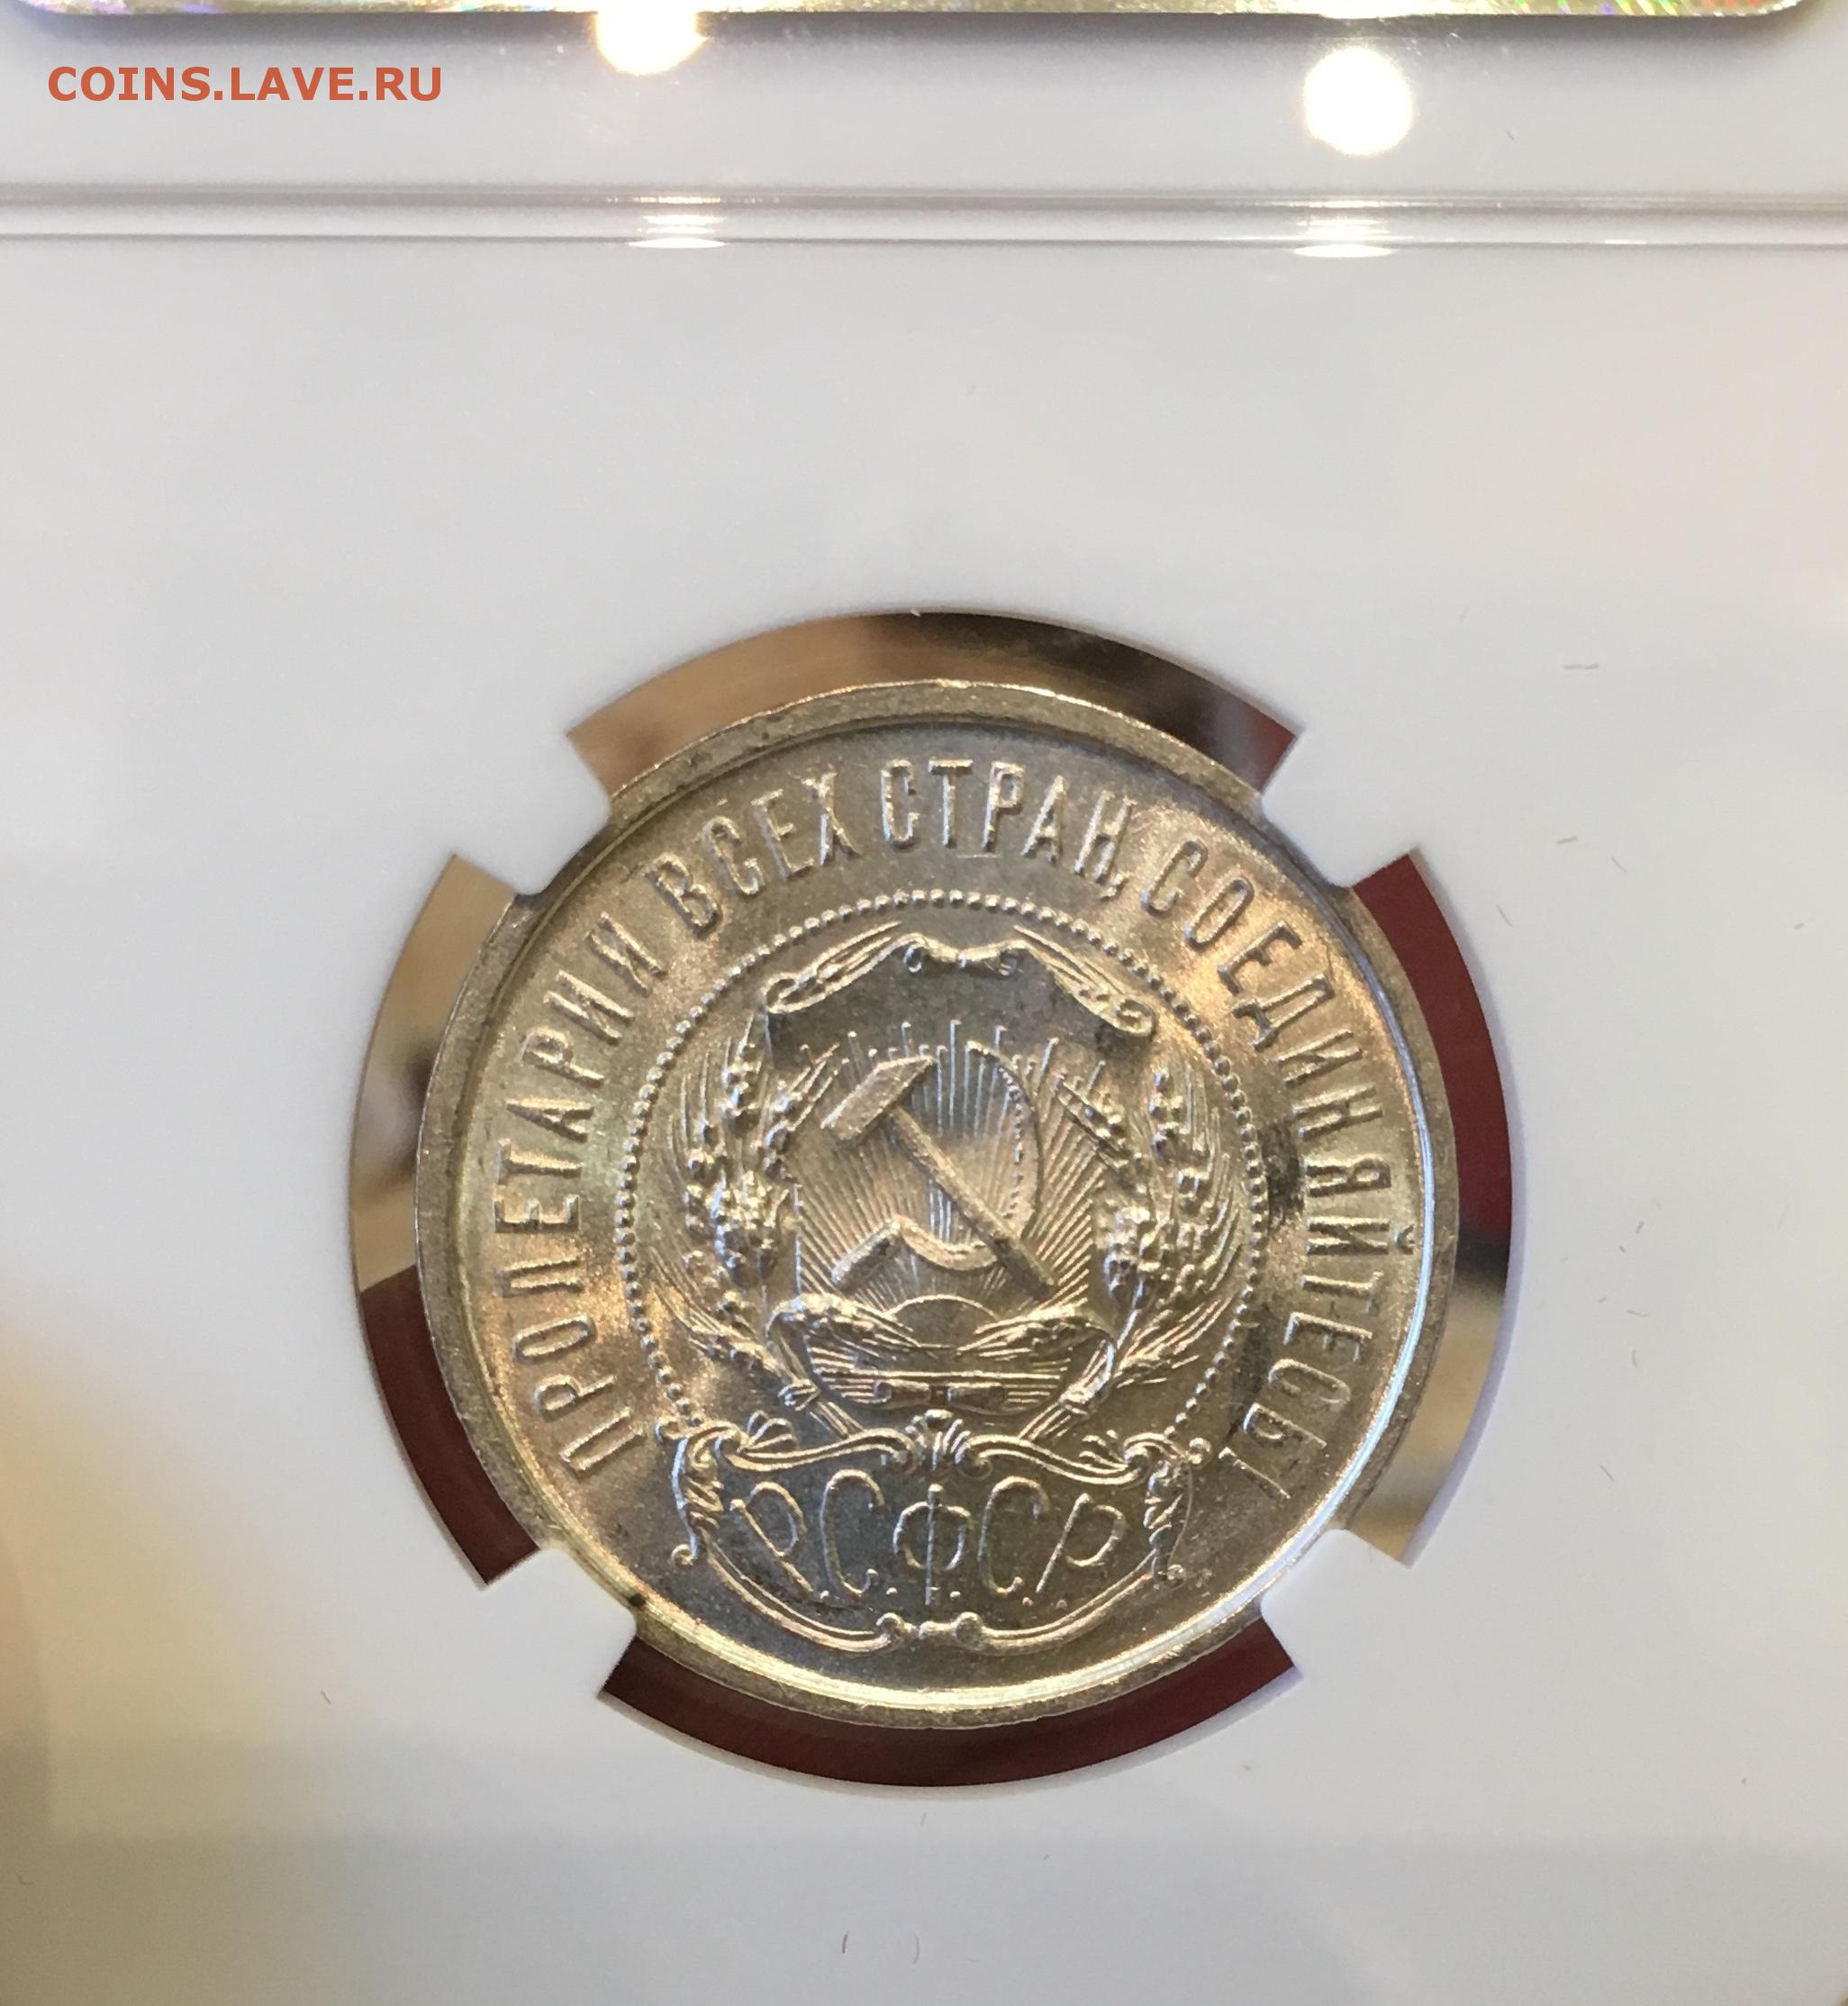 COINS.LAVE.RU
ПРОЛЕТАРИИ ВСЕХ СТРАН, СОЕДИНЯЙТЕСЬ!
Р.С.Ф.С.Р.